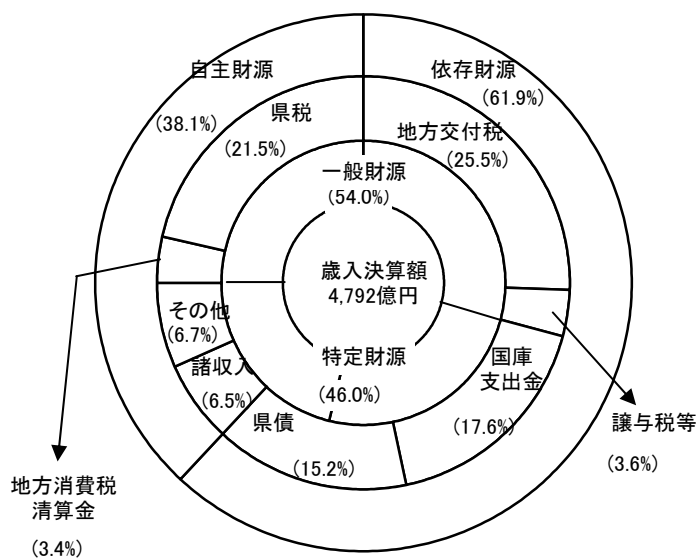 自主財源
(38.1%)
依存財源
(61.9%)
県税
(21.5%)
地方交付税
(25.5%)
一般財源
(54.0%)
歳入決算額
4,792億円
その他
(6.7%)
特定財源
(46.0%)
国庫
支出金
(17.6%)
諸収入
(6.5%)
県債
(15.2%)
譲与税等
(3.6%)
地方消費税
清算金
(3.4%)